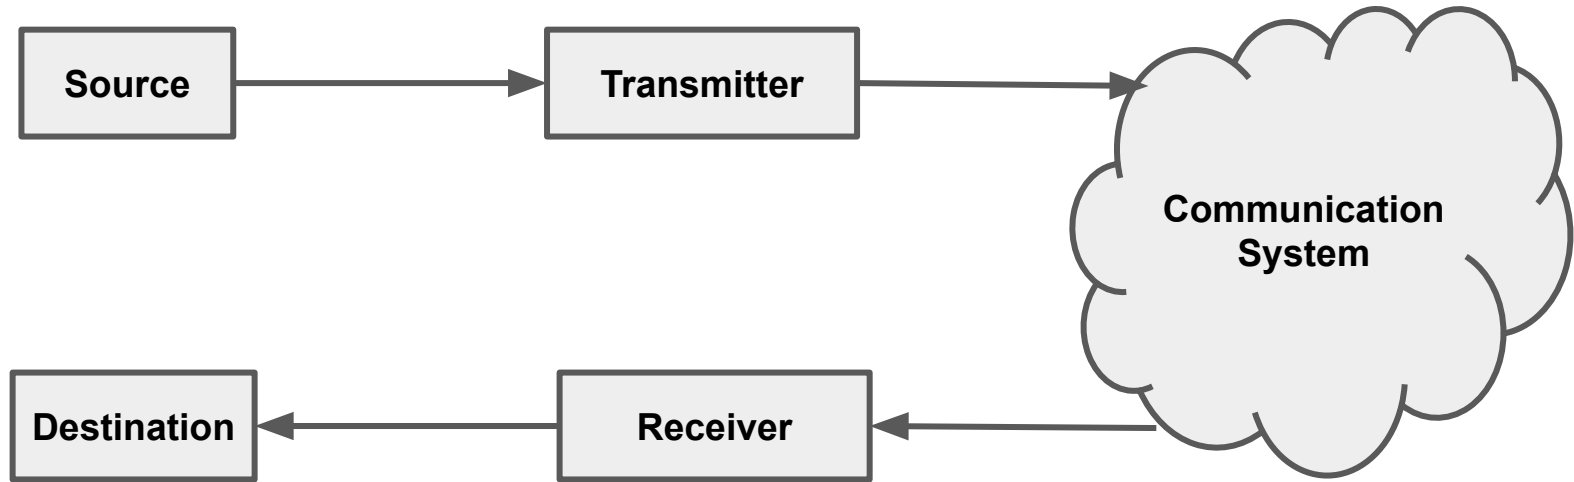 Source
Transmitter
Communication
System
Destination
Receiver